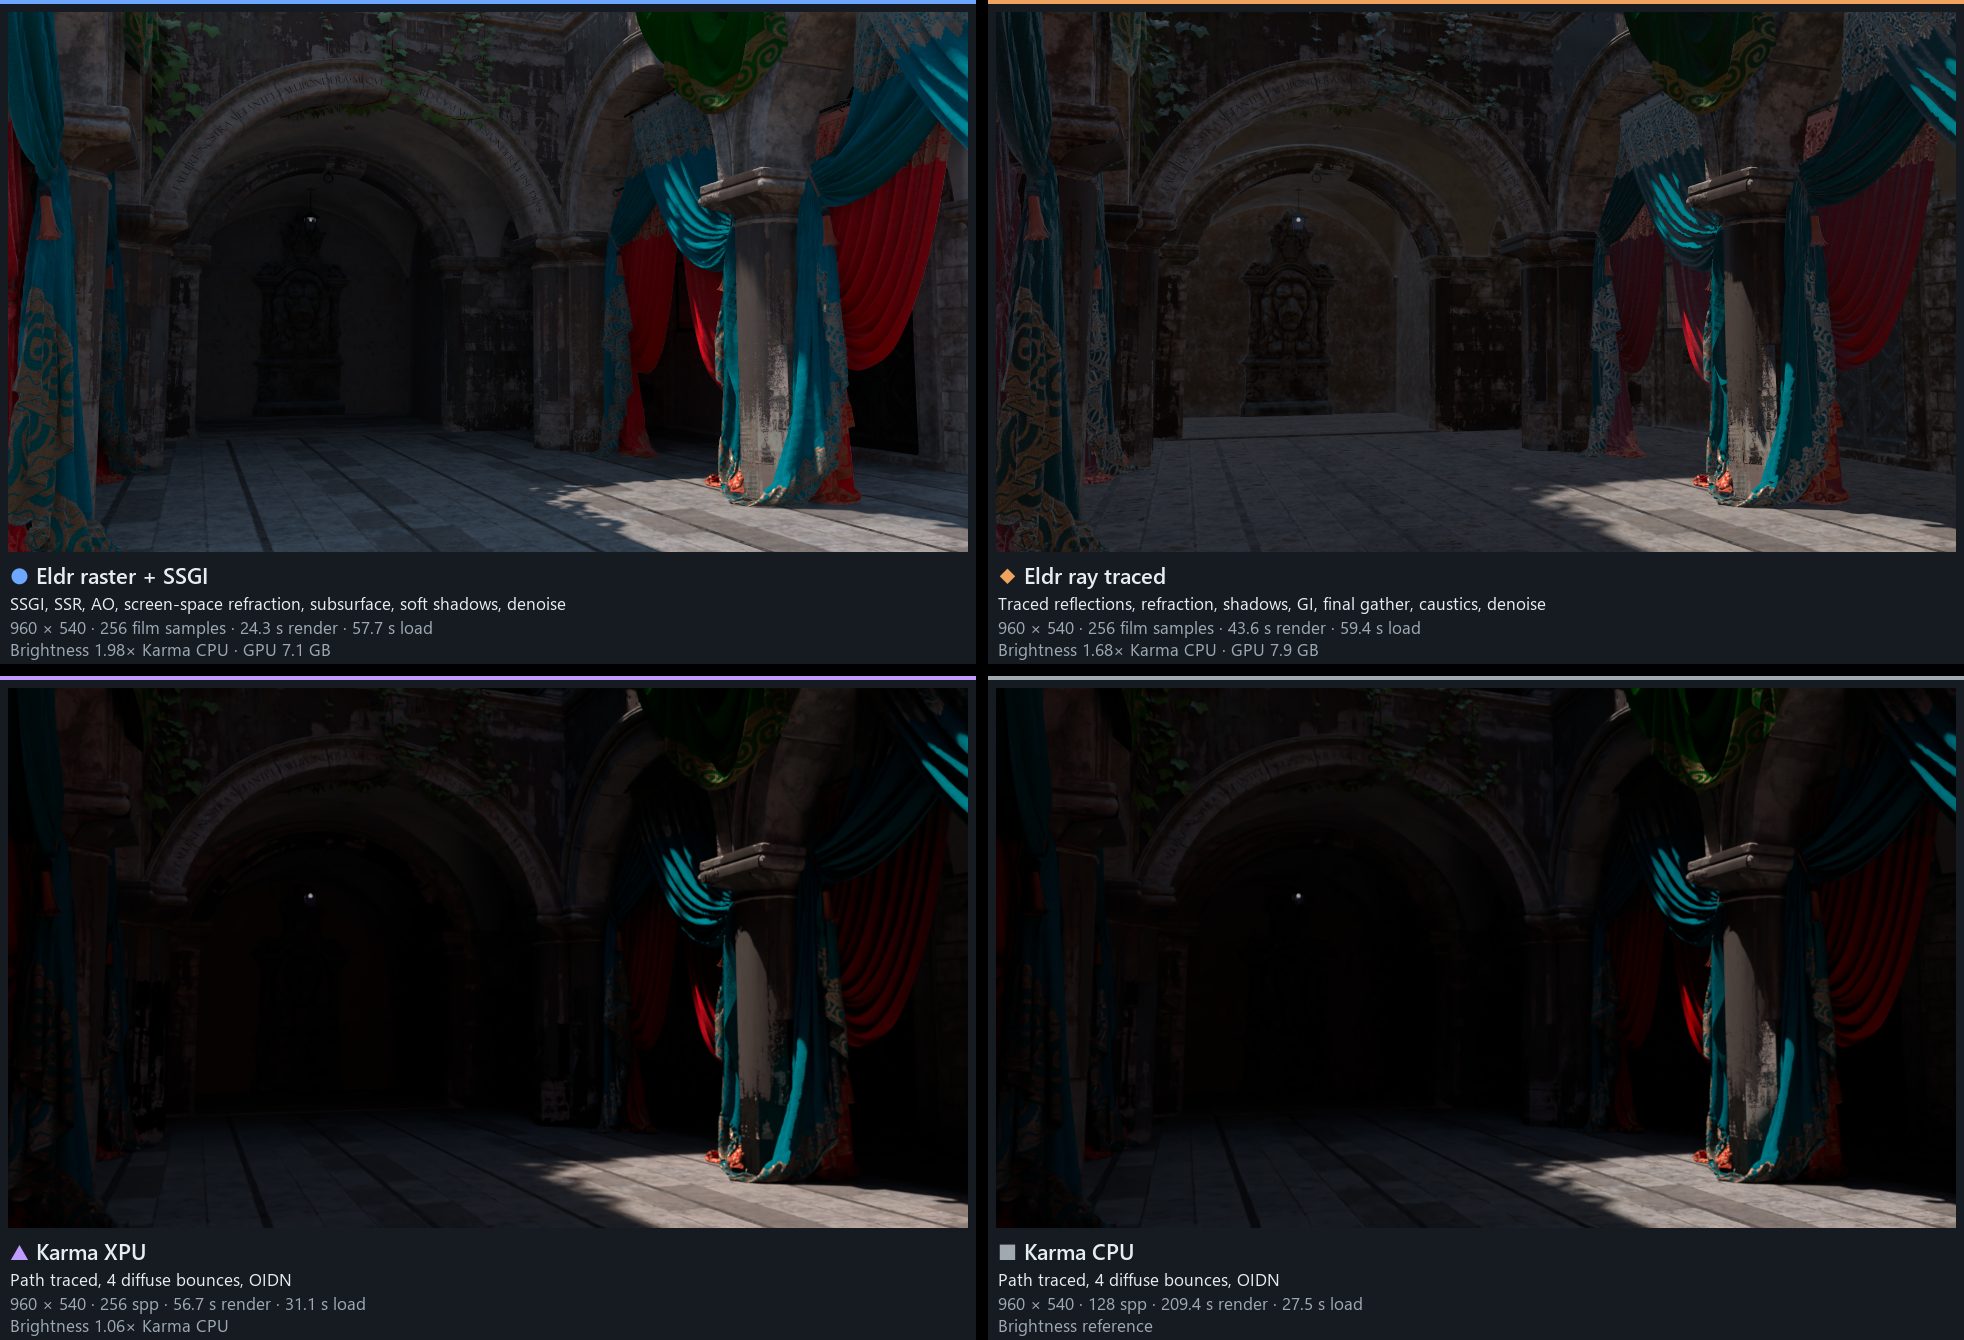 Eldr raster + SSGI
SSGI, SSR, AO, screen-space refraction, subsurface, soft shadows, denoise
960 × 540 · 256 film samples · 24.3 s render · 57.7 s load
Brightness 1.98× Karma CPU · GPU 7.1 GB
Eldr ray traced
Traced reflections, refraction, shadows, GI, final gather, caustics, denoise
960 × 540 · 256 film samples · 43.6 s render · 59.4 s load
Brightness 1.68× Karma CPU · GPU 7.9 GB
Karma XPU
Path traced, 4 diffuse bounces, OIDN
960 × 540 · 256 spp · 56.7 s render · 31.1 s load
Brightness 1.06× Karma CPU
Karma CPU
Path traced, 4 diffuse bounces, OIDN
960 × 540 · 128 spp · 209.4 s render · 27.5 s load
Brightness reference